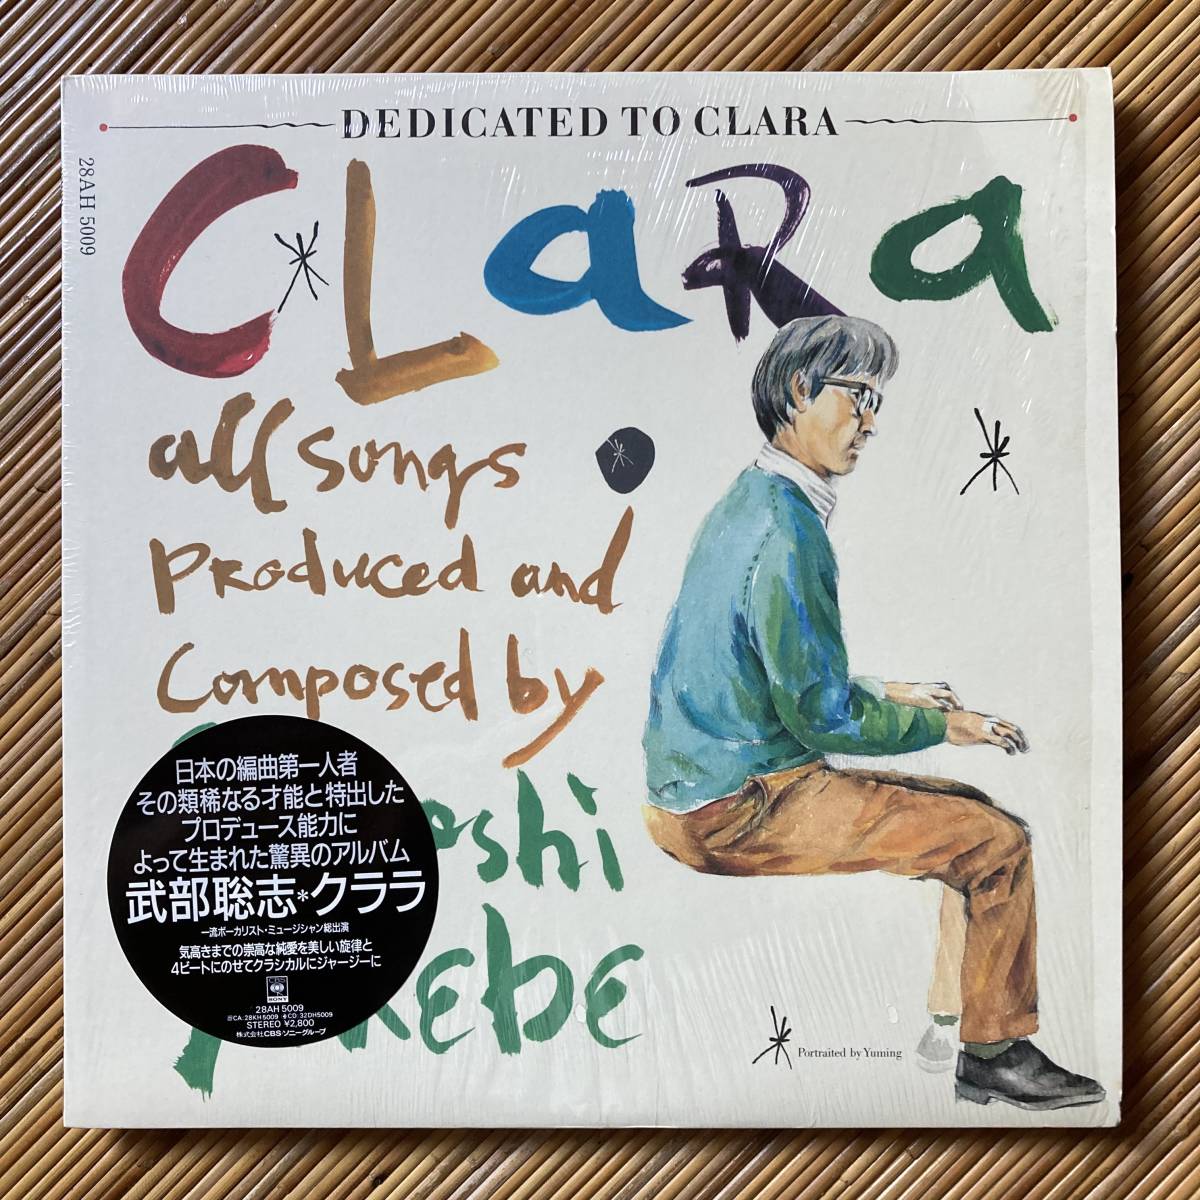 DEDICATED TO CLARA
28AH 5009
CLaRa
all songs
PRoduced and
Composed by
日本の編曲第一人者
その類稀なる才能と特出した
プロデュース能力に
よって生まれた驚異のアルバム
武部聡志*クララ
一流ボーカリスト・ミュージシャン総出演
気高きまでの崇高な純愛を美しい旋律と
4ビートにのせてクラシカルにジャージーに
CBS
SONY
28AH 5009
CA:28KH5009 CD:32DH5009
STEREO ¥2,800
株式会社CBS・ソニーグループ
Portraited by Yuming